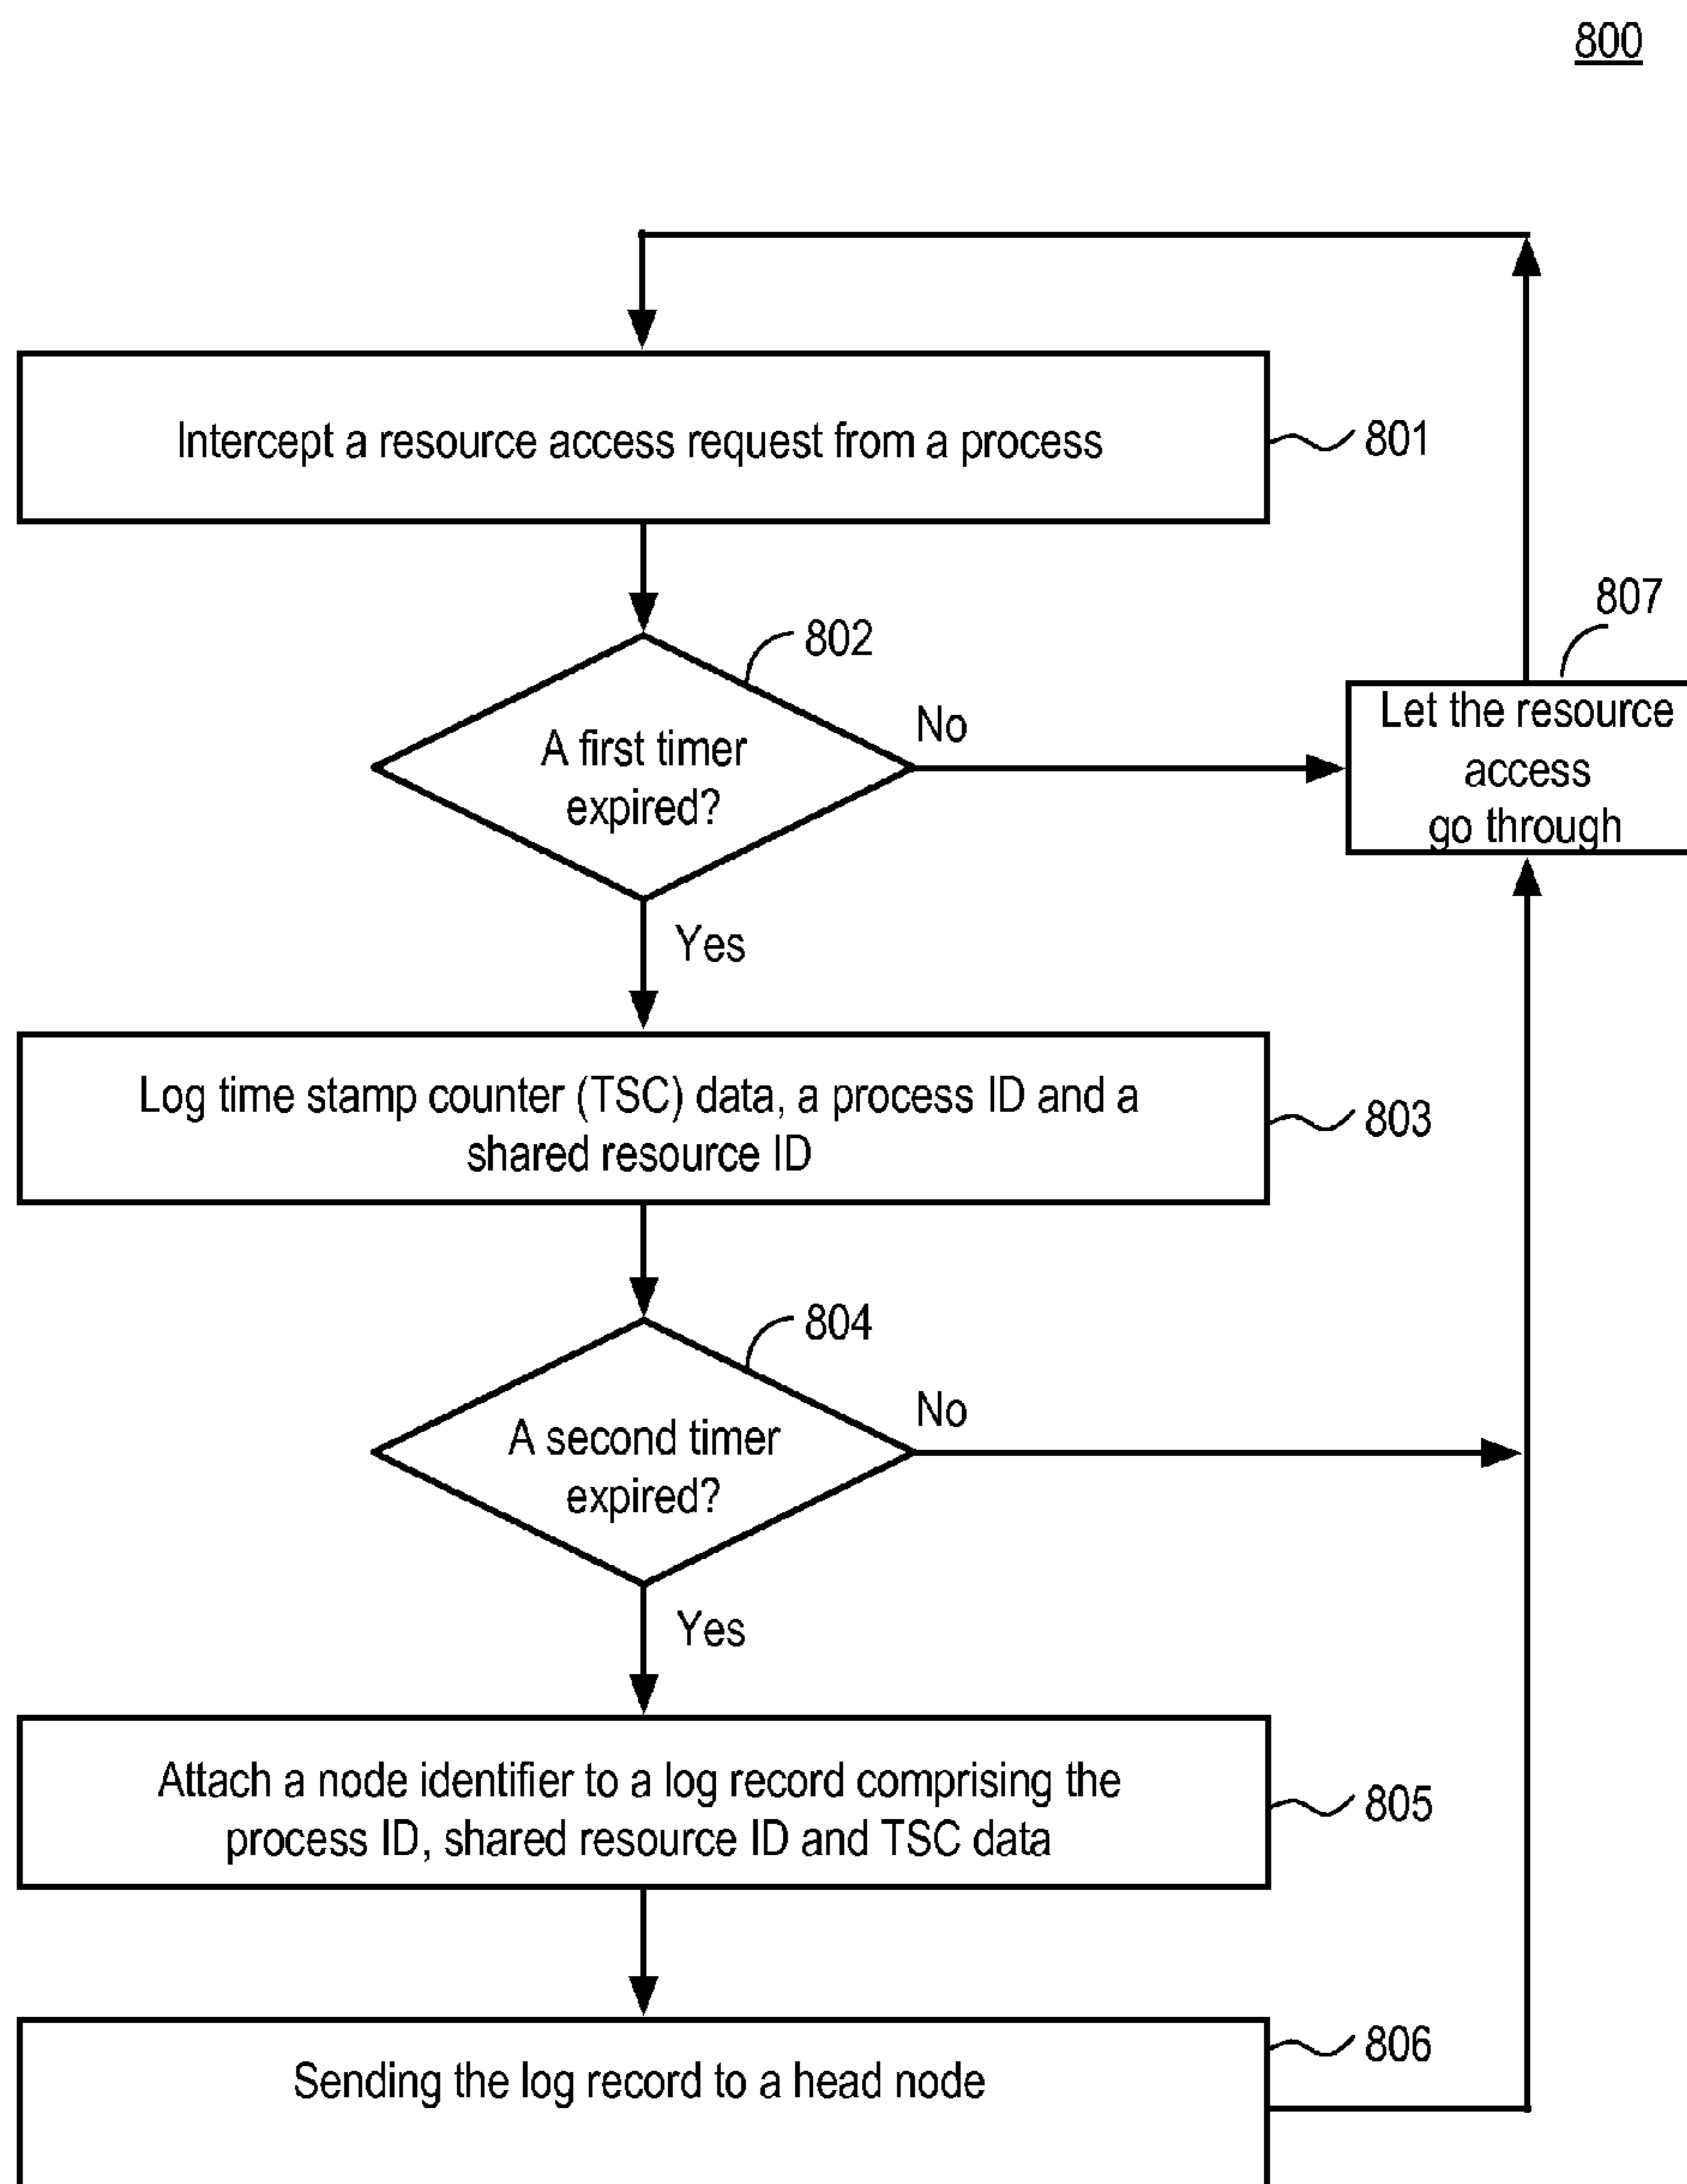 800
Intercept a resource access request from a process
801
802
807
A first timer
expired?
No
Let the resource
access
go through
Yes
Log time stamp counter (TSC) data, a process ID and a
shared resource ID
803
804
A second timer
expired?
No
Yes
Attach a node identifier to a log record comprising the
process ID, shared resource ID and TSC data
805
Sending the log record to a head node
806